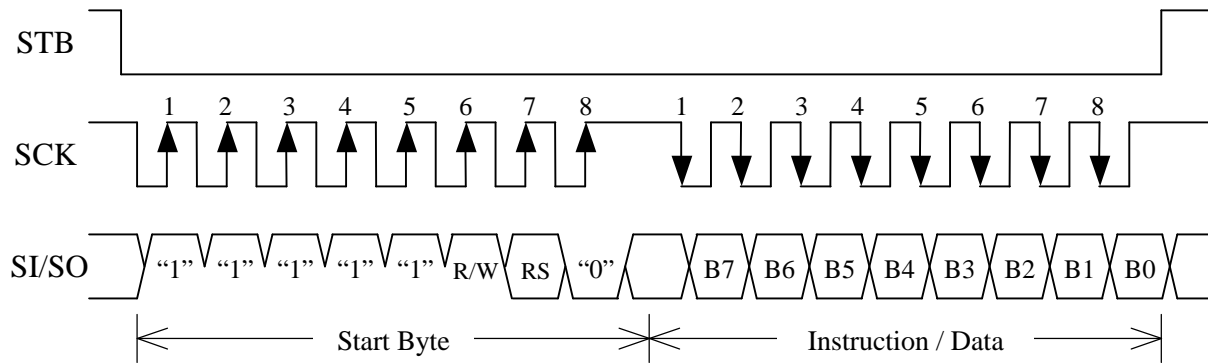 STB
1 2 3 4 5 6 7 8 1 2 3 4 5 6 7 8
SCK
SI/SO “1” “1” “1” “1” “1” R/W RS “0” B7 B6 B5 B4 B3 B2 B1 B0
Start Byte Instruction / Data